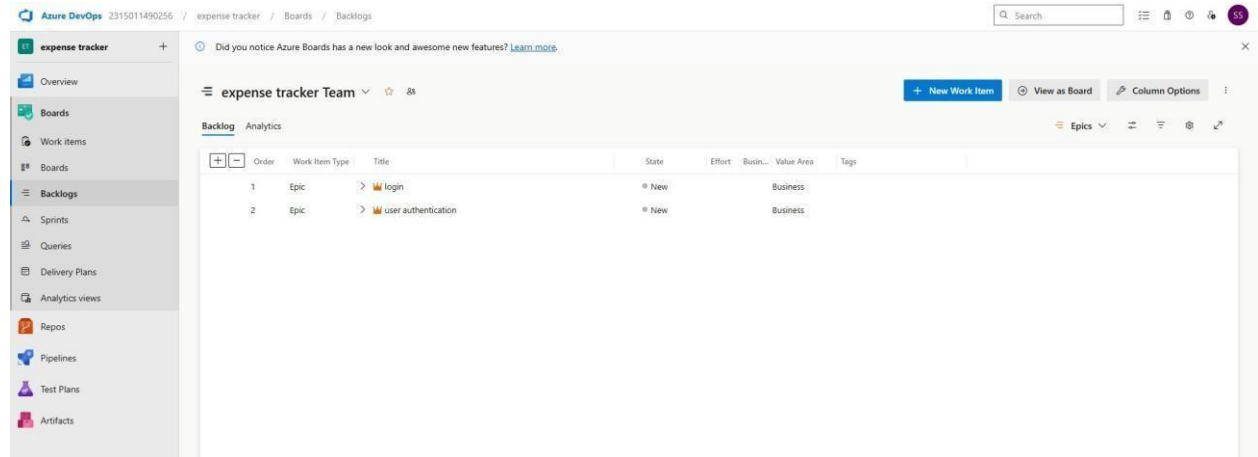 Azure DevOps 2315011490256 / expense tracker / Boards / Backlogs
Search
SS
ET expense tracker
Did you notice Azure Boards has a new look and awesome new features? Learn more.
Overview
Boards
Work items
Boards
Backlogs
Sprints
Queries
Delivery Plans
Analytics views
Repos
Pipelines
Test Plans
Artifacts
expense tracker Team
+ New Work Item View as Board Column Options
Backlog Analytics
Epics
Order Work Item Type Title State Effort Busin... Value Area Tags
1 Epic login New Business
2 Epic user authentication New Business